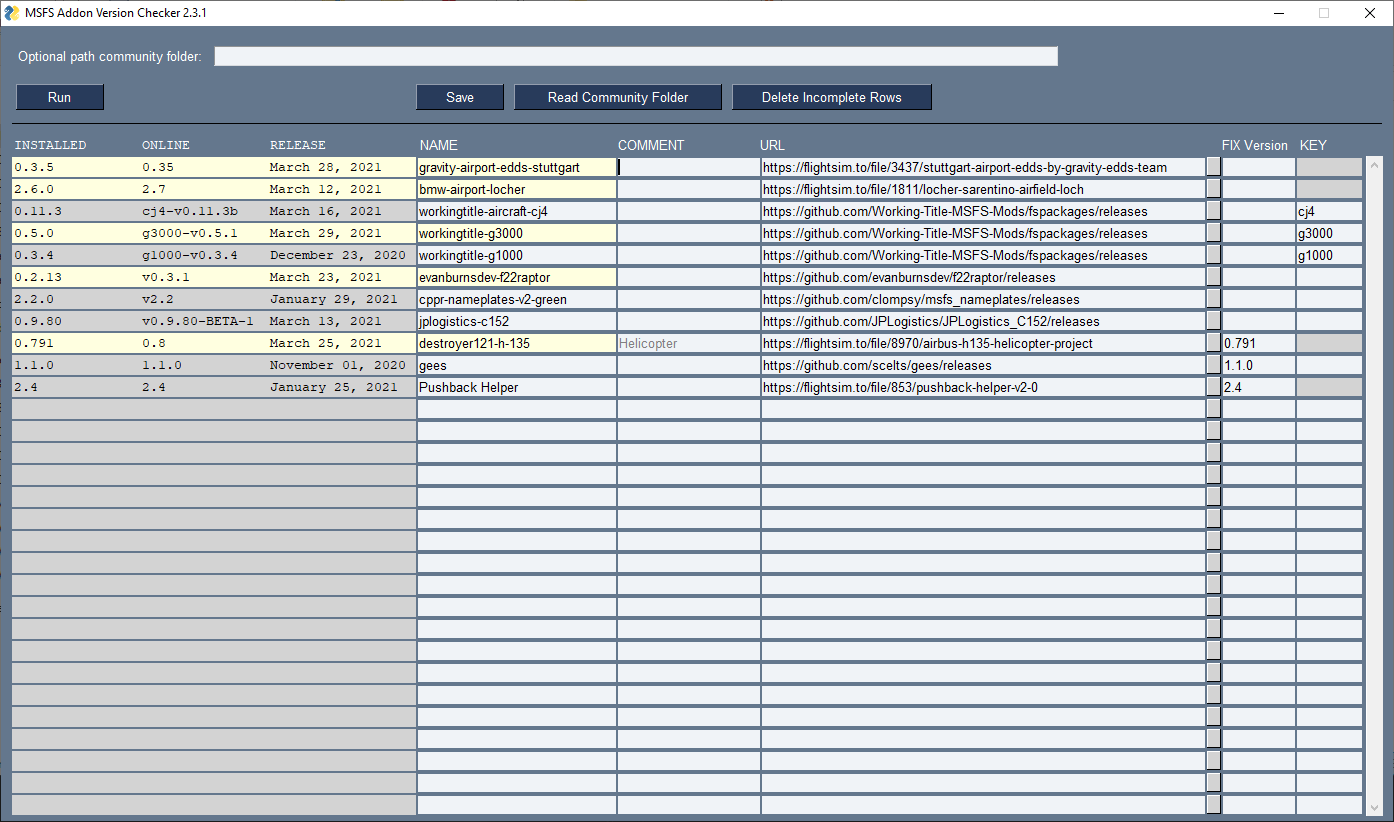 MSFS Addon Version Checker 2.3.1
Optional path community folder:
Run Save Read Community Folder Delete Incomplete Rows
INSTALLED ONLINE RELEASE NAME COMMENT URL FIX Version KEY
0.3.5 0.35 March 28, 2021 gravity-airport-edds-stuttgart https://flightsim.to/file/3437/stuttgart-airport-edds-by-gravity-edds-team
2.6.0 2.7 March 12, 2021 bmw-airport-locher https://flightsim.to/file/1811/locher-sarentino-airfield-loch
0.11.3 cj4-v0.11.3b March 16, 2021 workingtitle-aircraft-cj4 https://github.com/Working-Title-MSFS-Mods/fspackages/releases cj4
0.5.0 g3000-v0.5.1 March 29, 2021 workingtitle-g3000 https://github.com/Working-Title-MSFS-Mods/fspackages/releases g3000
0.3.4 g1000-v0.3.4 December 23, 2020 workingtitle-g1000 https://github.com/Working-Title-MSFS-Mods/fspackages/releases g1000
0.2.13 v0.3.1 March 23, 2021 evanburnsdev-f22raptor https://github.com/evanburnsdev/f22raptor/releases
2.2.0 v2.2 January 29, 2021 cppr-nameplates-v2-green https://github.com/clompsy/msfs_nameplates/releases
0.9.80 v0.9.80-BETA-1 March 13, 2021 jplogistics-c152 https://github.com/JPLogistics/JPLogistics_C152/releases
0.791 0.8 March 25, 2021 destroyer121-h-135 Helicopter https://flightsim.to/file/8970/airbus-h135-helicopter-project 0.791
1.1.0 1.1.0 November 01, 2020 gees https://github.com/scelts/gees/releases 1.1.0
2.4 2.4 January 25, 2021 Pushback Helper https://flightsim.to/file/853/pushback-helper-v2-0 2.4